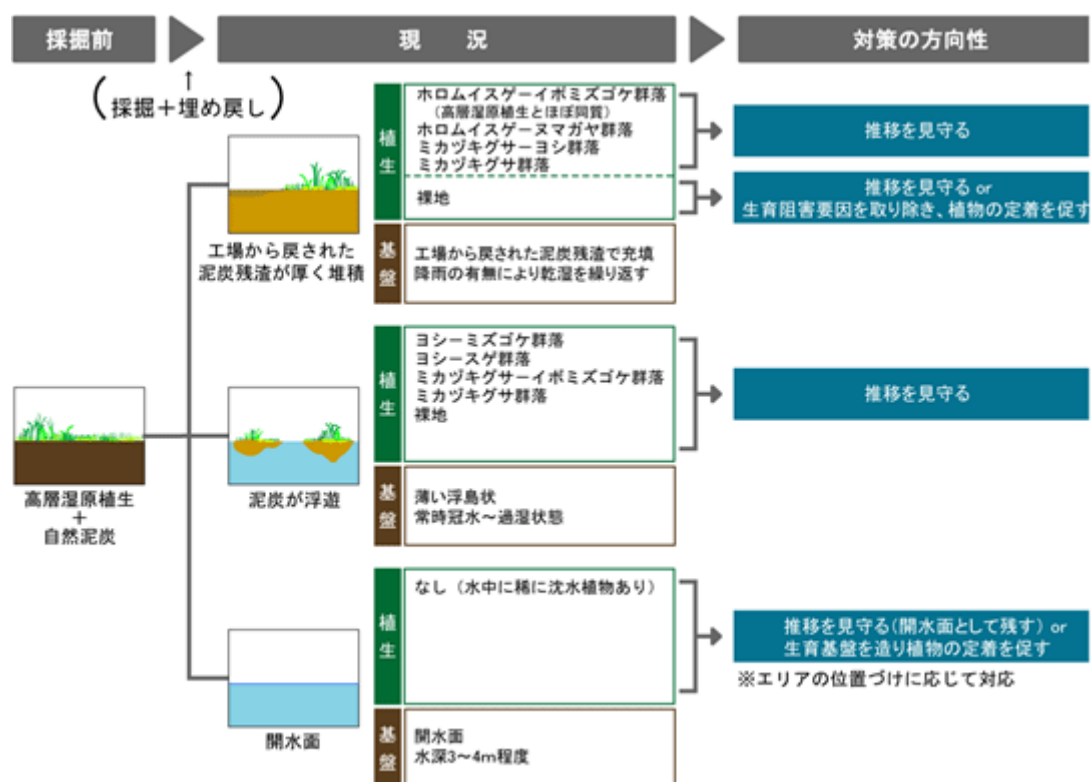 採掘前
現　況
対策の方向性
↑
(採掘＋埋め戻し)
工場から戻された
泥炭残渣が厚く堆積
植生
ホロムイスゲーイボミズゴケ群落
（高層湿原植生とほぼ同質）
ホロムイスゲーヌマガヤ群落
ミカヅキグサーヨシ群落
ミカヅキグサ群落
裸地
推移を見守る
推移を見守る or
生育阻害要因を取り除き、植物の定着を促す
基盤
工場から戻された泥炭残渣で充填
降雨の有無により乾湿を繰り返す
高層湿原植生
＋
自然泥炭
泥炭が浮遊
植生
ヨシーミズゴケ群落
ヨシースゲ群落
ミカヅキグサーイボミズゴケ群落
ミカヅキグサ群落
裸地
推移を見守る
基盤
薄い浮島状
常時冠水～過湿状態
開水面
植生
なし（水中に稀に沈水植物あり）
推移を見守る(開水面として残す) or
生育基盤を造り植物の定着を促す
※エリアの位置づけに応じて対応
基盤
開水面
水深3～4m程度